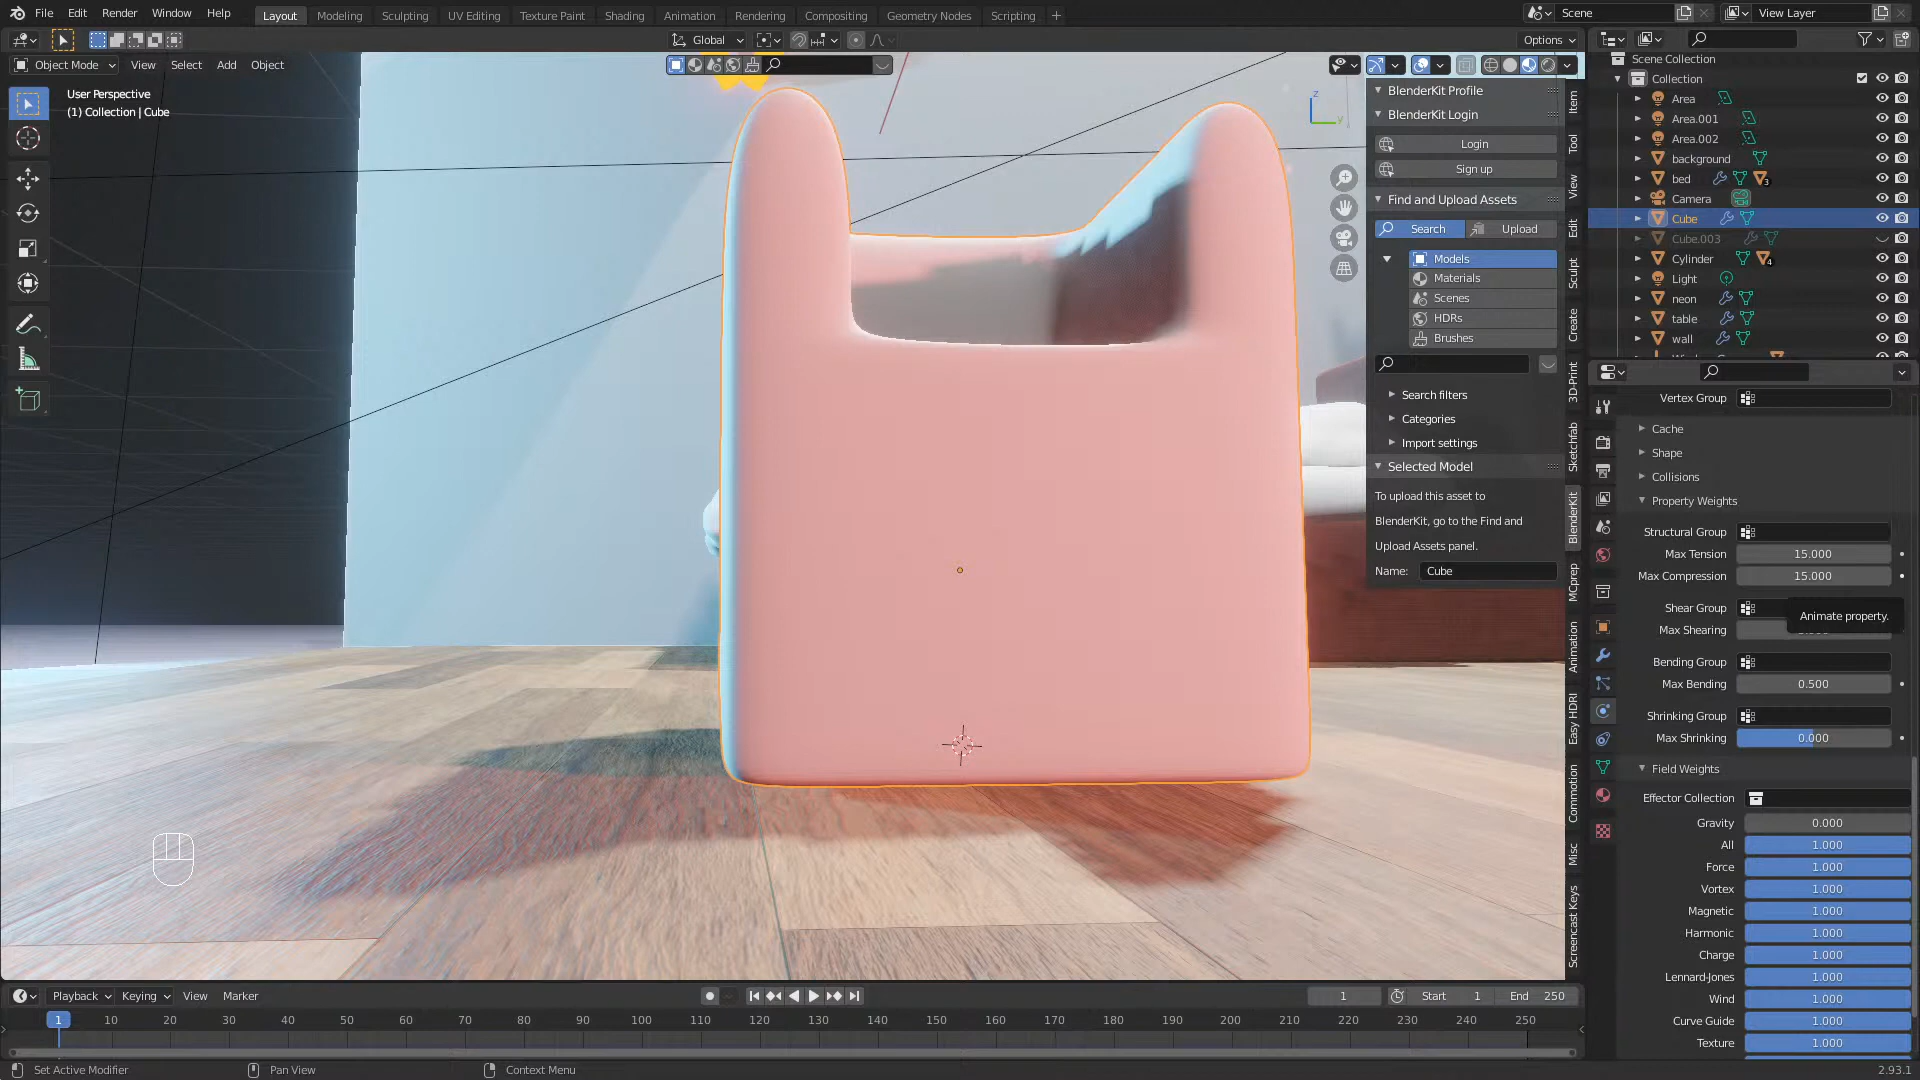 File Edit Render Window Help Layout Modeling Sculpting UV Editing Texture Paint Shading Animation Rendering Compositing Geometry Nodes Scripting + Scene View Layer
Global Options
Object Mode View Select Add Object
User Perspective
(1) Collection | Cube
Z
Y
BlenderKit Profile
BlenderKit Login
Login
Sign up
Find and Upload Assets
Search Upload
Models
Materials
Scenes
HDRs
Brushes
Search filters
Categories
Import settings
Selected Model
To upload this asset to
BlenderKit, go to the Find and
Upload Assets panel.
Name: Cube
Item
Tool
View
Edit
Sculpt
Create
3D-Print
Sketchfab
BlenderKit
MCprep
Animation
Easy HDRI
Commotion
Misc
Screencast Keys
Scene Collection
Collection
Area
Area.001
Area.002
background
bed 3
Camera
Cube
Cube.003
Cylinder 4
Light
neon
table
wall
Vertex Group
Cache
Shape
Collisions
Property Weights
Structural Group
Max Tension 15.000
Max Compression 15.000
Shear Group
Animate property.
Max Shearing
Bending Group
Max Bending 0.500
Shrinking Group
Max Shrinking 0.000
Field Weights
Effector Collection
Gravity 0.000
All 1.000
Force 1.000
Vortex 1.000
Magnetic 1.000
Harmonic 1.000
Charge 1.000
Lennard-Jones 1.000
Wind 1.000
Curve Guide 1.000
Texture 1.000
Playback Keying View Marker 1 Start 1 End 250
1 10 20 30 40 50 60 70 80 90 100 110 120 130 140 150 160 170 180 190 200 210 220 230 240 250
Set Active Modifier Pan View Context Menu 2.93.1